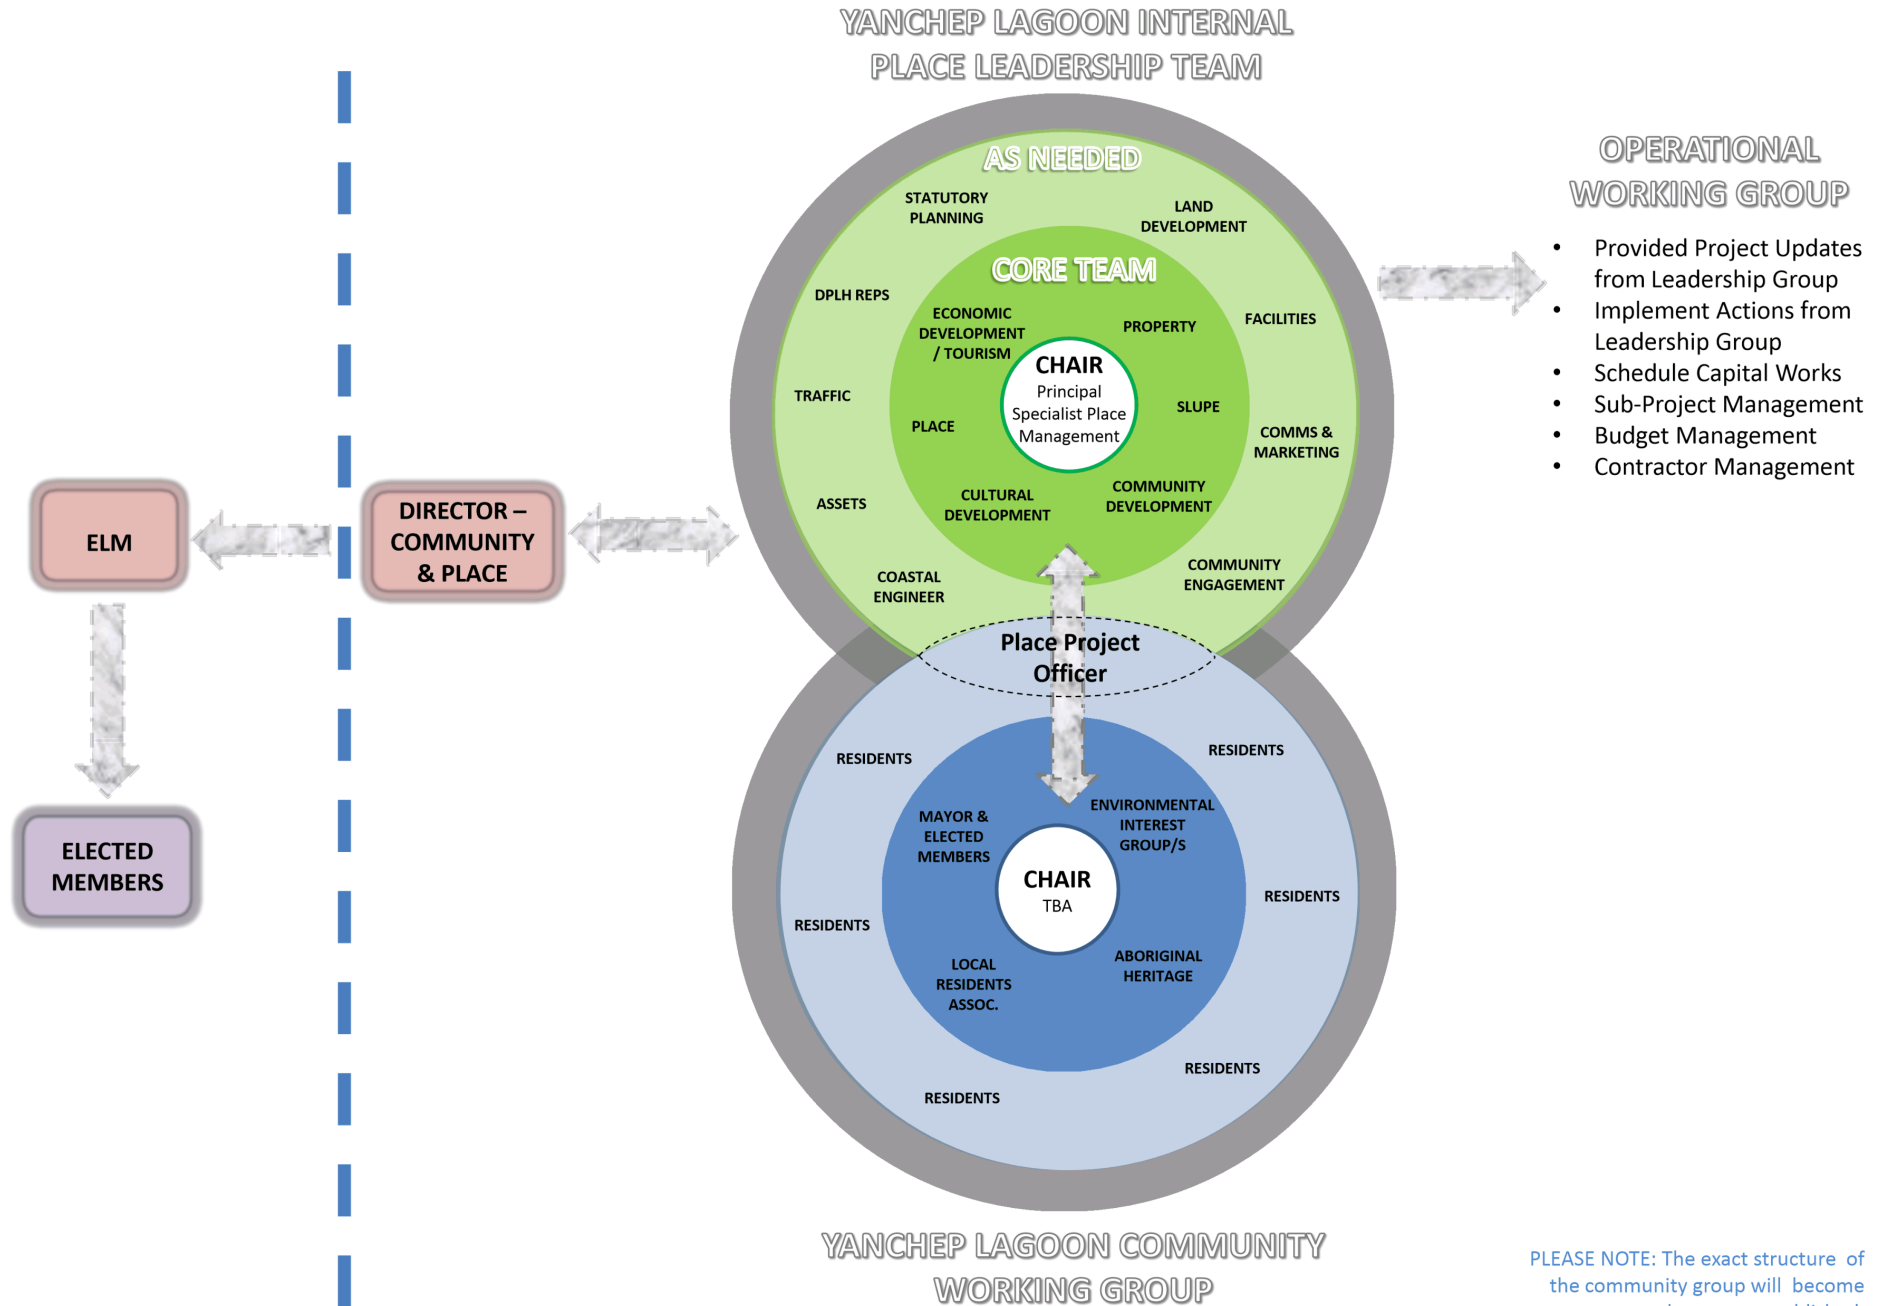 YANCHEP LAGOON INTERNAL
PLACE LEADERSHIP TEAM
AS NEEDED
STATUTORY
PLANNING
LAND
DEVELOPMENT
CORE TEAM
DPLH REPS
ECONOMIC
DEVELOPMENT
/ TOURISM
PROPERTY
FACILITIES
CHAIR
Principal
Specialist Place
Management
TRAFFIC
PLACE
SLUPE
COMMS &
MARKETING
ASSETS
CULTURAL
DEVELOPMENT
COMMUNITY
DEVELOPMENT
COASTAL
ENGINEER
COMMUNITY
ENGAGEMENT
OPERATIONAL
WORKING GROUP
• Provided Project Updates
from Leadership Group
• Implement Actions from
Leadership Group
• Schedule Capital Works
• Sub-Project Management
• Budget Management
• Contractor Management
ELM
DIRECTOR –
COMMUNITY
& PLACE
ELECTED
MEMBERS
Place Project
Officer
RESIDENTS
RESIDENTS
MAYOR &
ELECTED
MEMBERS
ENVIRONMENTAL
INTEREST
GROUP/S
CHAIR
TBA
RESIDENTS
RESIDENTS
LOCAL
RESIDENTS
ASSOC.
ABORIGINAL
HERITAGE
RESIDENTS
RESIDENTS
YANCHEP LAGOON COMMUNITY
WORKING GROUP
PLEASE NOTE: The exact structure of
the community group will become